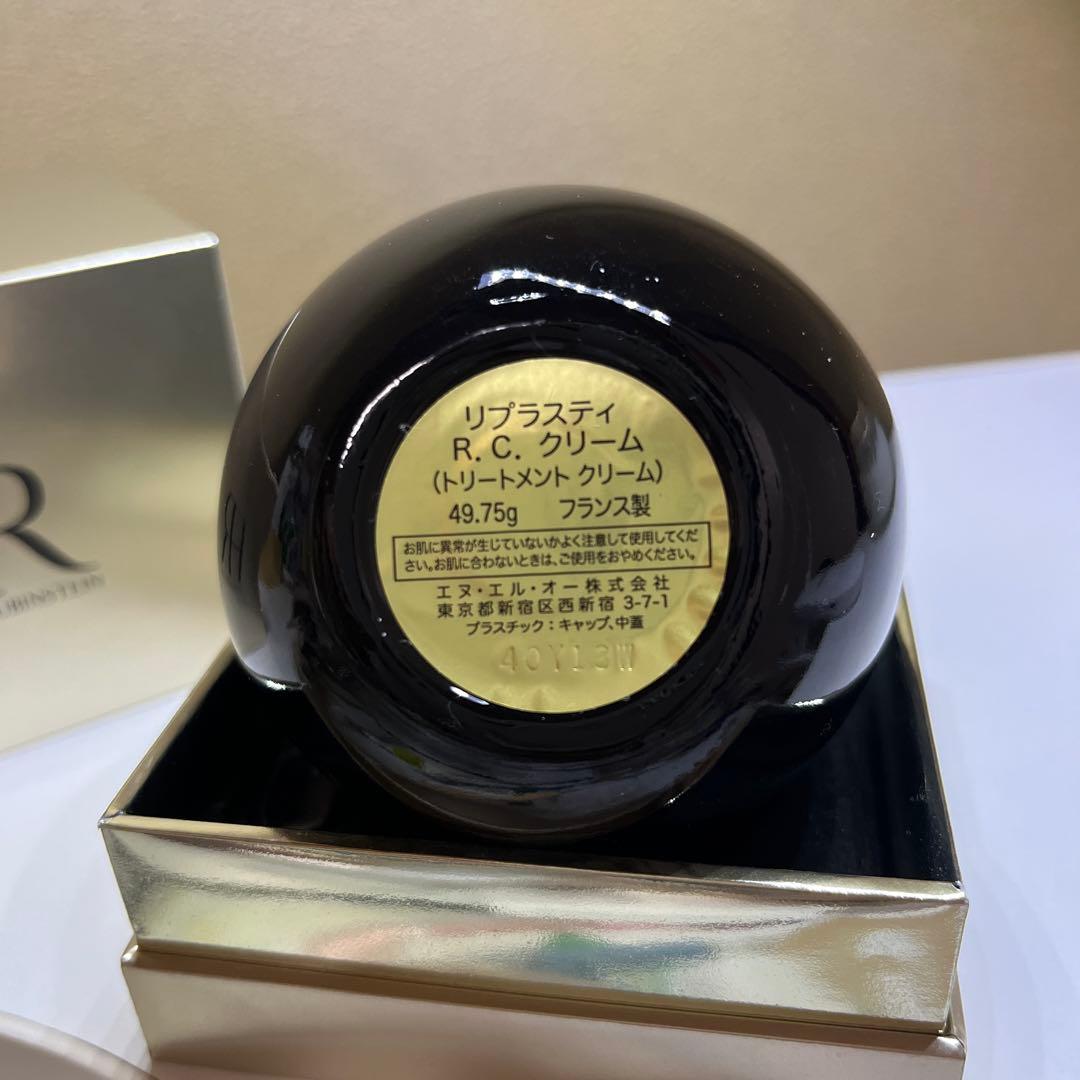 リプラスティ
R. C. クリーム
(トリートメント クリーム)
49.75g フランス製
お肌に異常が生じていないかよく注意して使用してくだ
さい。お肌に合わないときは、ご使用をおやめください。
エヌ・エル・オー株式会社
東京都新宿区西新宿 3-7-1
プラスチック：キャップ、中蓋
40Y13W
R
UBINSTEIN